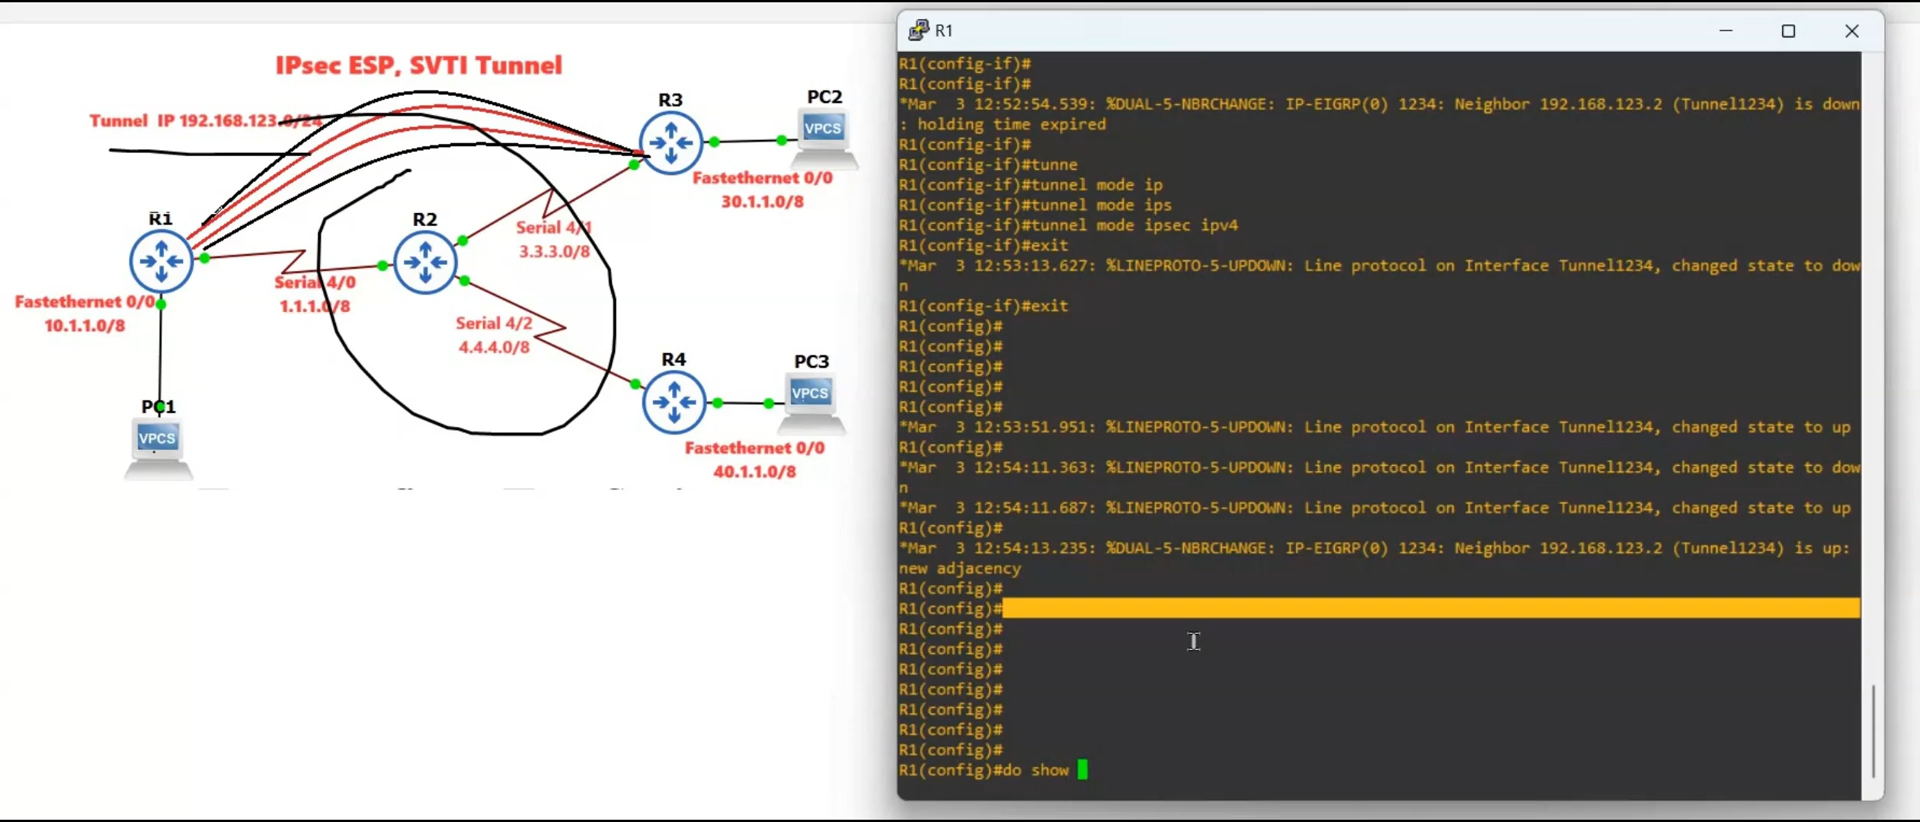 IPsec ESP, SVTI Tunnel
Tunnel IP 192.168.123.0/24
R3
PC2
VPCS
Fastethernet 0/0
30.1.1.0/8
R1
R2
Serial 4/1
3.3.3.0/8
Serial 4/0
1.1.1.0/8
Fastethernet 0/0
10.1.1.0/8
Serial 4/2
4.4.4.0/8
R4
PC3
VPCS
PC1
VPCS
Fastethernet 0/0
40.1.1.0/8
R1
R1(config-if)#
R1(config-if)#
*Mar  3 12:52:54.539: %DUAL-5-NBRCHANGE: IP-EIGRP(0) 1234: Neighbor 192.168.123.2 (Tunnel1234) is down
: holding time expired
R1(config-if)#
R1(config-if)#tunne
R1(config-if)#tunnel mode ip
R1(config-if)#tunnel mode ips
R1(config-if)#tunnel mode ipsec ipv4
R1(config-if)#exit
*Mar  3 12:53:13.627: %LINEPROTO-5-UPDOWN: Line protocol on Interface Tunnel1234, changed state to dow
n
R1(config-if)#exit
R1(config)#
R1(config)#
R1(config)#
R1(config)#
R1(config)#
*Mar  3 12:53:51.951: %LINEPROTO-5-UPDOWN: Line protocol on Interface Tunnel1234, changed state to up
R1(config)#
*Mar  3 12:54:11.363: %LINEPROTO-5-UPDOWN: Line protocol on Interface Tunnel1234, changed state to dow
n
*Mar  3 12:54:11.687: %LINEPROTO-5-UPDOWN: Line protocol on Interface Tunnel1234, changed state to up
R1(config)#
*Mar  3 12:54:13.235: %DUAL-5-NBRCHANGE: IP-EIGRP(0) 1234: Neighbor 192.168.123.2 (Tunnel1234) is up:
new adjacency
R1(config)#
R1(config)#
R1(config)#
R1(config)#
R1(config)#
R1(config)#
R1(config)#
R1(config)#
R1(config)#
R1(config)#do show